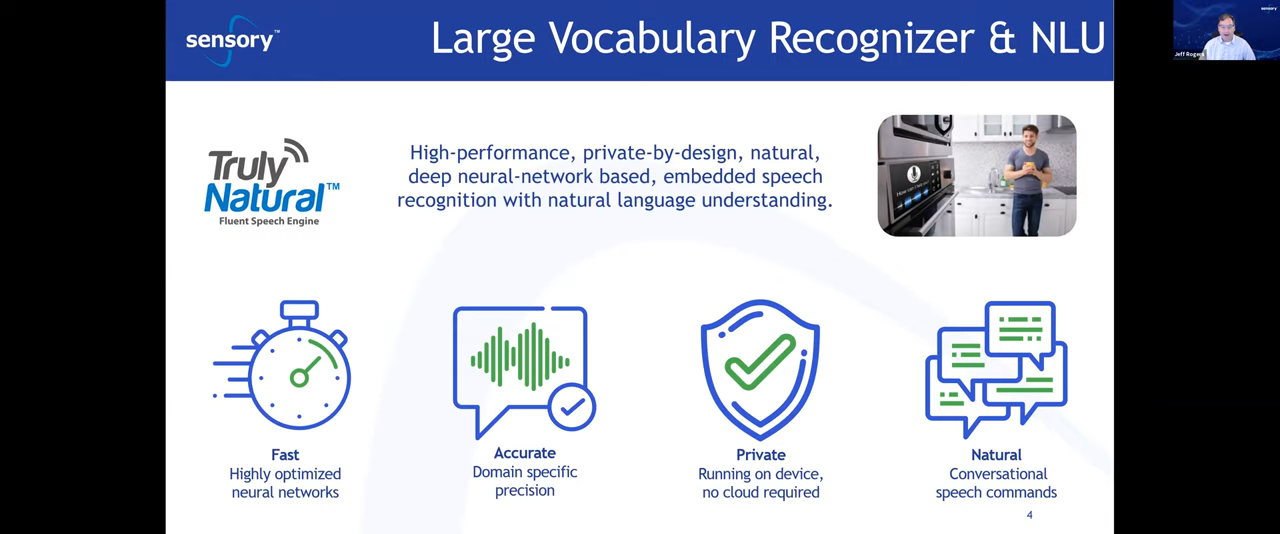 sensory™
Large Vocabulary Recognizer & NLU
sensory
Jeff Rogers
Truly
Natural™
Fluent Speech Engine
High-performance, private-by-design, natural,
deep neural-network based, embedded speech
recognition with natural language understanding.
Fast
Highly optimized
neural networks
Accurate
Domain specific
precision
Private
Running on device,
no cloud required
Natural
Conversational
speech commands
4